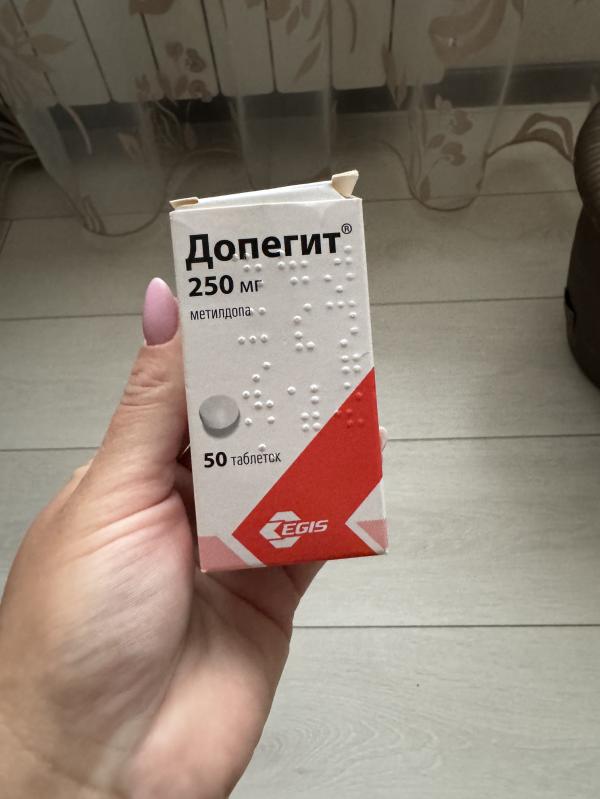 Допегит®
250 мг
метилдопа
50 таблеток
EGIS